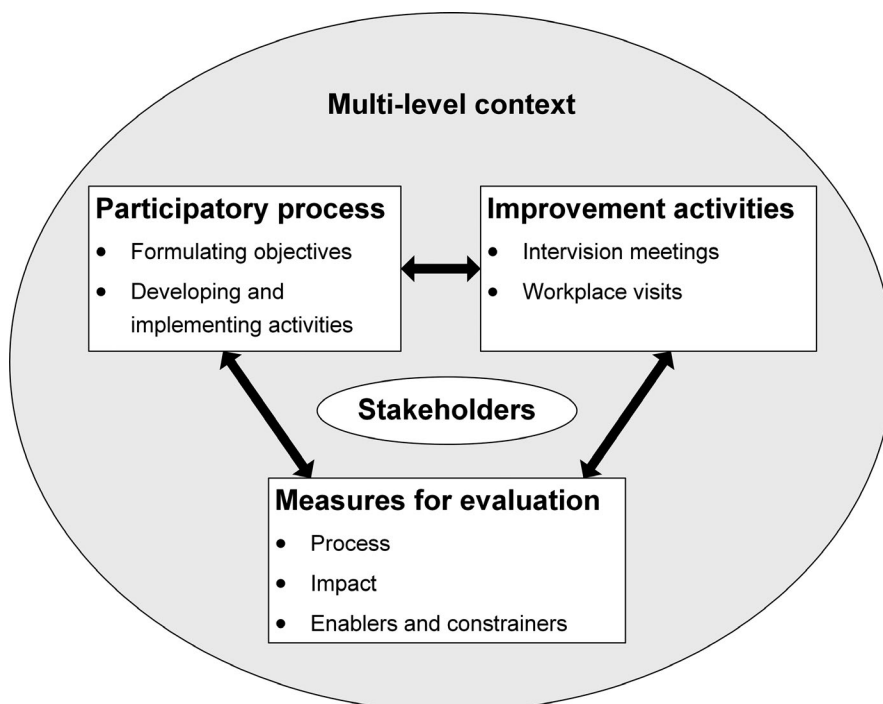 Multi-level context
Participatory process
• Formulating objectives
• Developing and
implementing activities
Improvement activities
• Intervision meetings
• Workplace visits
Stakeholders
Measures for evaluation
• Process
• Impact
• Enablers and constrainers